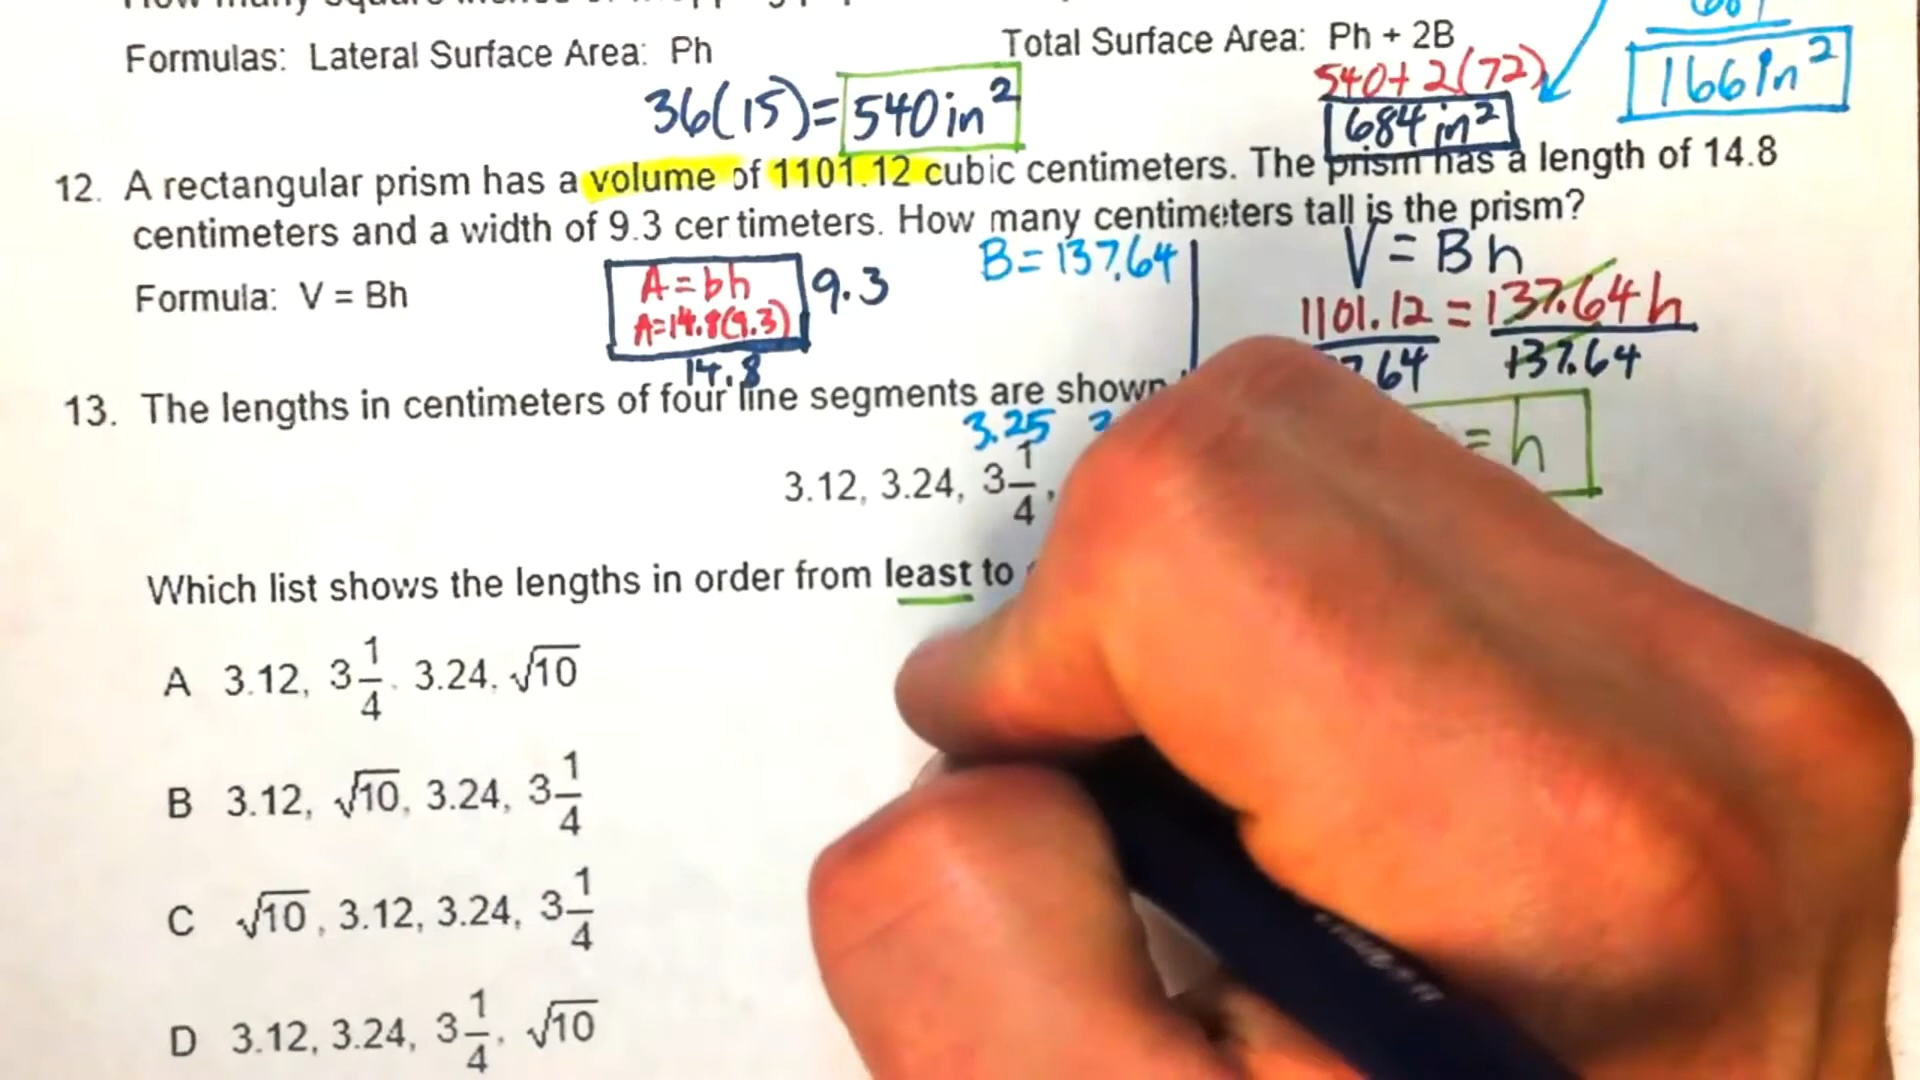 Formulas: Lateral Surface Area: Ph Total Surface Area: Ph + 2B
36(15)= 540 in²
540+2(72)
684 in²
166 in²
12. A rectangular prism has a volume of 1101.12 cubic centimeters. The prism has a length of 14.8
centimeters and a width of 9.3 centimeters. How many centimeters tall is the prism?
Formula: V = Bh
A=bh
A=14.8(9.3)
9.3
14.8
B=137.64
V=Bh
1101.12=137.64h
64 137.64
=h
13. The lengths in centimeters of four line segments are shown
3.25
3.12, 3.24, 3 1/4,
Which list shows the lengths in order from least to
A 3.12, 3 1/4, 3.24, √10
B 3.12, √10, 3.24, 3 1/4
C √10, 3.12, 3.24, 3 1/4
D 3.12, 3.24, 3 1/4, √10